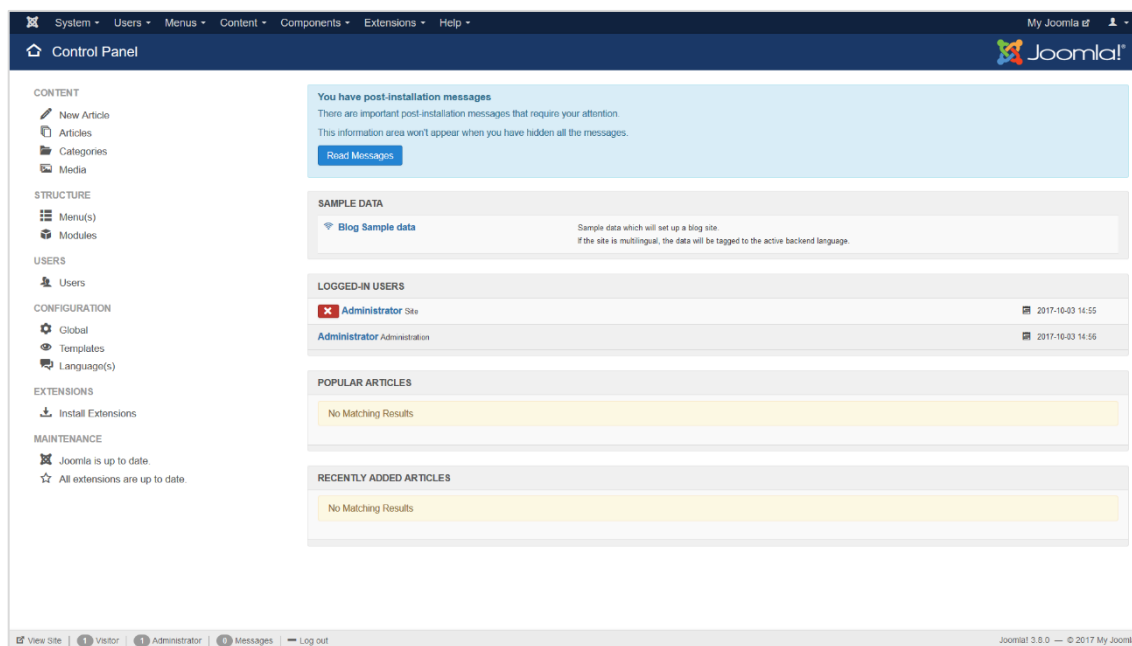 System Users Menus Content Components Extensions Help My Joomla
Control Panel Joomla!®
CONTENT
New Article
Articles
Categories
Media
STRUCTURE
Menu(s)
Modules
USERS
Users
CONFIGURATION
Global
Templates
Language(s)
EXTENSIONS
Install Extensions
MAINTENANCE
Joomla is up to date.
All extensions are up to date.
You have post-installation messages
There are important post-installation messages that require your attention.
This information area won't appear when you have hidden all the messages.
Read Messages
SAMPLE DATA
Blog Sample data
Sample data which will set up a blog site.
If the site is multilingual, the data will be tagged to the active backend language.
LOGGED-IN USERS
Administrator Site 2017-10-03 14:55
Administrator Administration 2017-10-03 14:56
POPULAR ARTICLES
No Matching Results
RECENTLY ADDED ARTICLES
No Matching Results
View Site | 1 Visitor | 1 Administrator | 0 Messages | Log out Joomla! 3.8.0 — © 2017 My Jooml